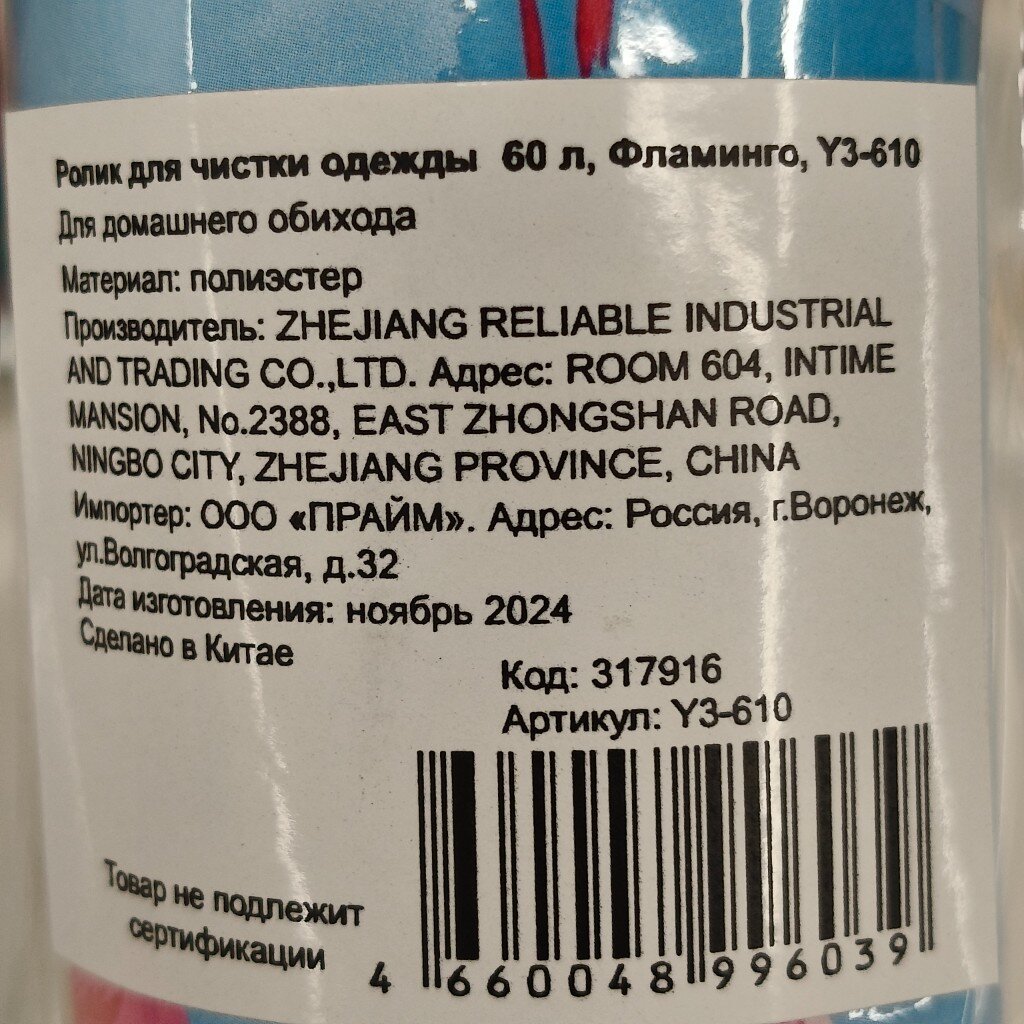 Ролик для чистки одежды 60 л, Фламинго, Y3-610
Для домашнего обихода
Материал: полиэстер
Производитель: ZHEJIANG RELIABLE INDUSTRIAL
AND TRADING CO.,LTD. Адрес: ROOM 604, INTIME
MANSION, No.2388, EAST ZHONGSHAN ROAD,
NINGBO CITY, ZHEJIANG PROVINCE, CHINA
Импортер: ООО «ПРАЙМ». Адрес: Россия, г.Воронеж,
ул.Волгоградская, д.32
Дата изготовления: ноябрь 2024
Сделано в Китае
Код: 317916
Артикул: Y3-610
Товар не подлежит
сертификации
4 660048 996039